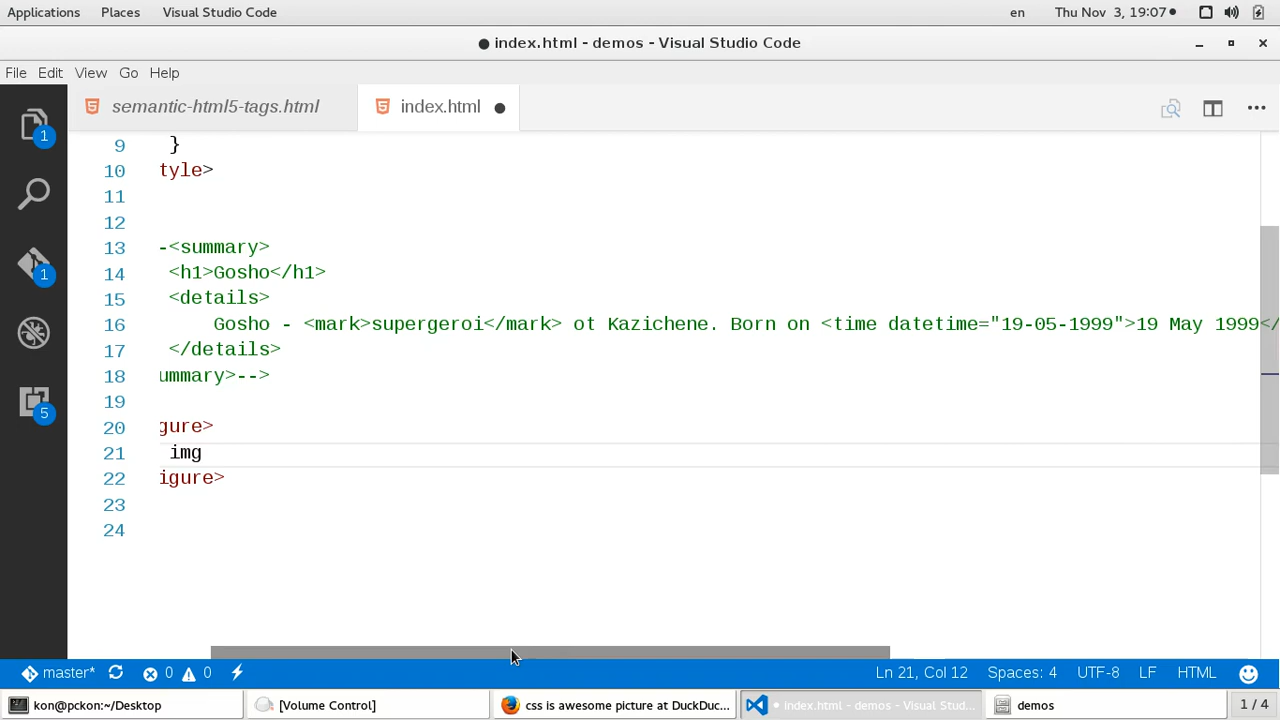 Applications Places Visual Studio Code en Thu Nov 3, 19:07
index.html - demos - Visual Studio Code
File Edit View Go Help
semantic-html5-tags.html index.html
9 }
10 tyle>
11
12
13 -<summary>
14 <h1>Gosho</h1>
15 <details>
16 Gosho - <mark>supergeroi</mark> ot Kazichene. Born on <time datetime="19-05-1999">19 May 1999</
17 </details>
18 ummary>-->
19
20 gure>
21 img
22 igure>
23
24
1
1
5
master* 0 0 Ln 21, Col 12 Spaces: 4 UTF-8 LF HTML
kon@pckon:~/Desktop [Volume Control] css is awesome picture at DuckDuc... index.html - demos - Visual Stud... demos 1 / 4